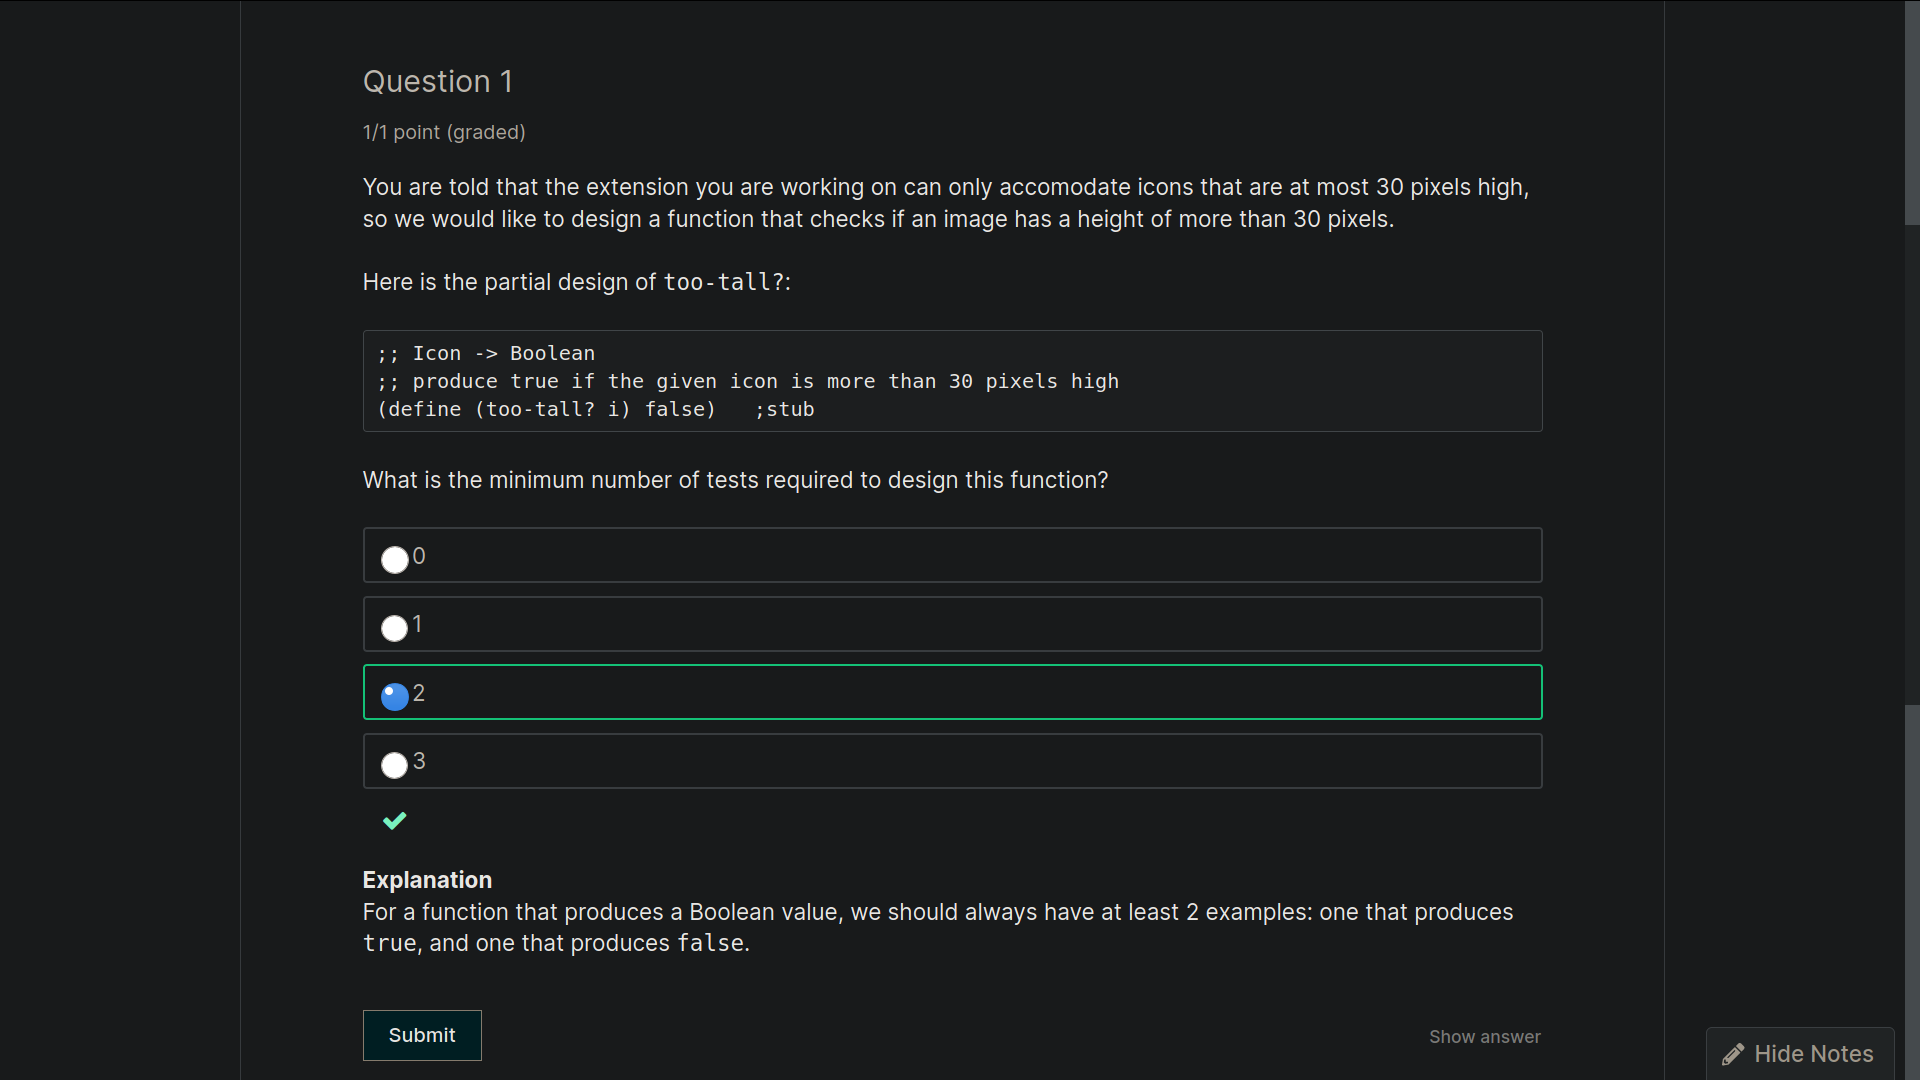 Question 1
1/1 point (graded)
You are told that the extension you are working on can only accomodate icons that are at most 30 pixels high,
so we would like to design a function that checks if an image has a height of more than 30 pixels.
Here is the partial design of too-tall?:
;; Icon -> Boolean
;; produce true if the given icon is more than 30 pixels high
(define (too-tall? i) false)   ;stub
What is the minimum number of tests required to design this function?
0
1
2
3
Explanation
For a function that produces a Boolean value, we should always have at least 2 examples: one that produces
true, and one that produces false.
Submit
Show answer
Hide Notes